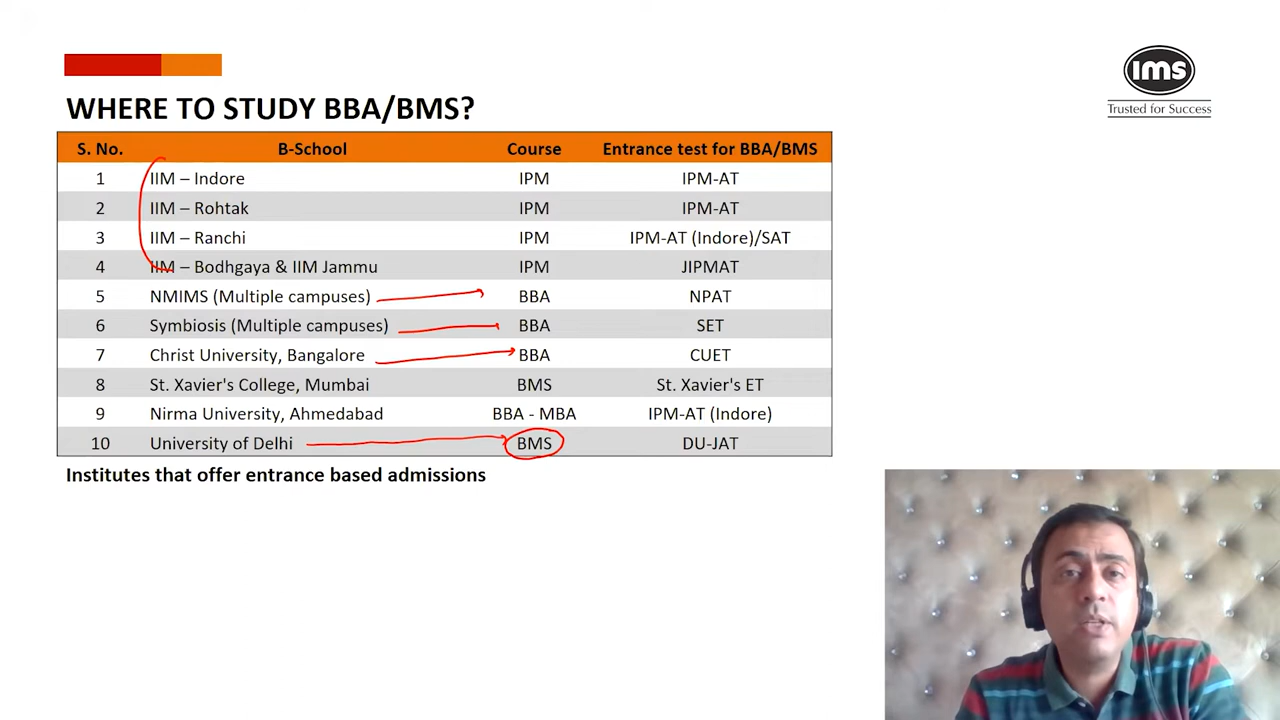 ims
Trusted for Success
WHERE TO STUDY BBA/BMS?
S. No. B-School Course Entrance test for BBA/BMS
1 IIM – Indore IPM IPM-AT
2 IIM – Rohtak IPM IPM-AT
3 IIM – Ranchi IPM IPM-AT (Indore)/SAT
4 IIM – Bodhgaya & IIM Jammu IPM JIPMAT
5 NMIMS (Multiple campuses) BBA NPAT
6 Symbiosis (Multiple campuses) BBA SET
7 Christ University, Bangalore BBA CUET
8 St. Xavier's College, Mumbai BMS St. Xavier's ET
9 Nirma University, Ahmedabad BBA - MBA IPM-AT (Indore)
10 University of Delhi BMS DU-JAT
Institutes that offer entrance based admissions